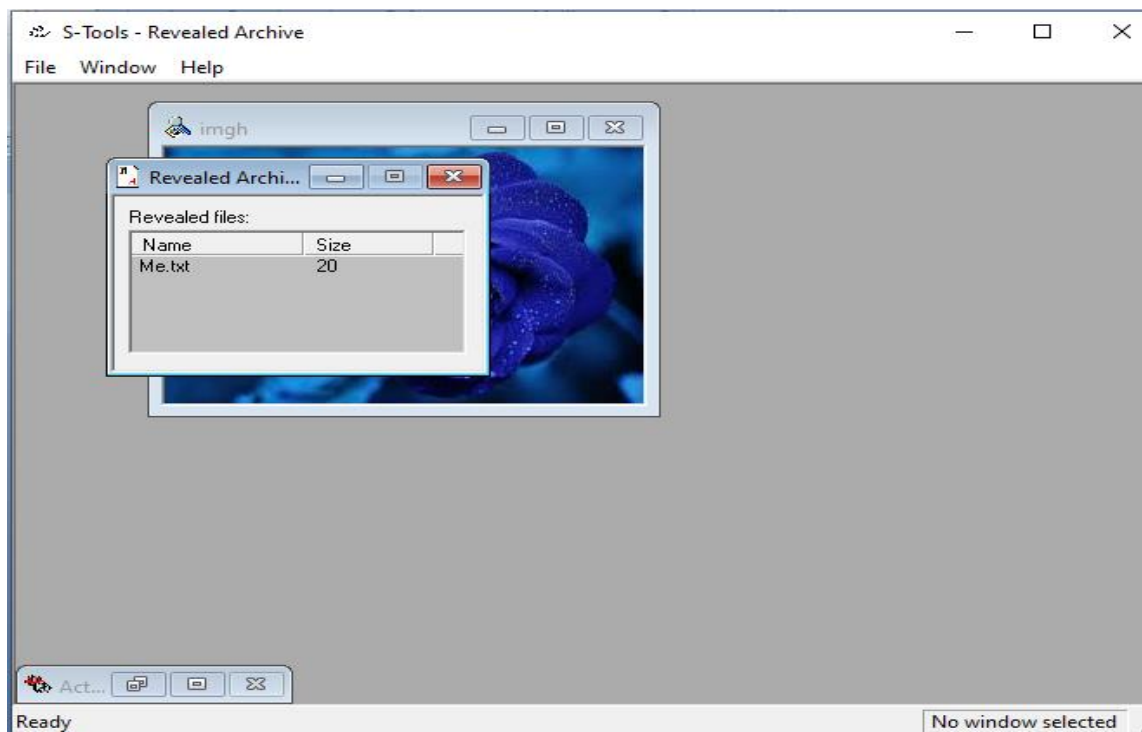 S-Tools - Revealed Archive
File Window Help
imgh
Revealed Archi...
Revealed files:
Name Size
Me.txt 20
Act...
Ready
No window selected